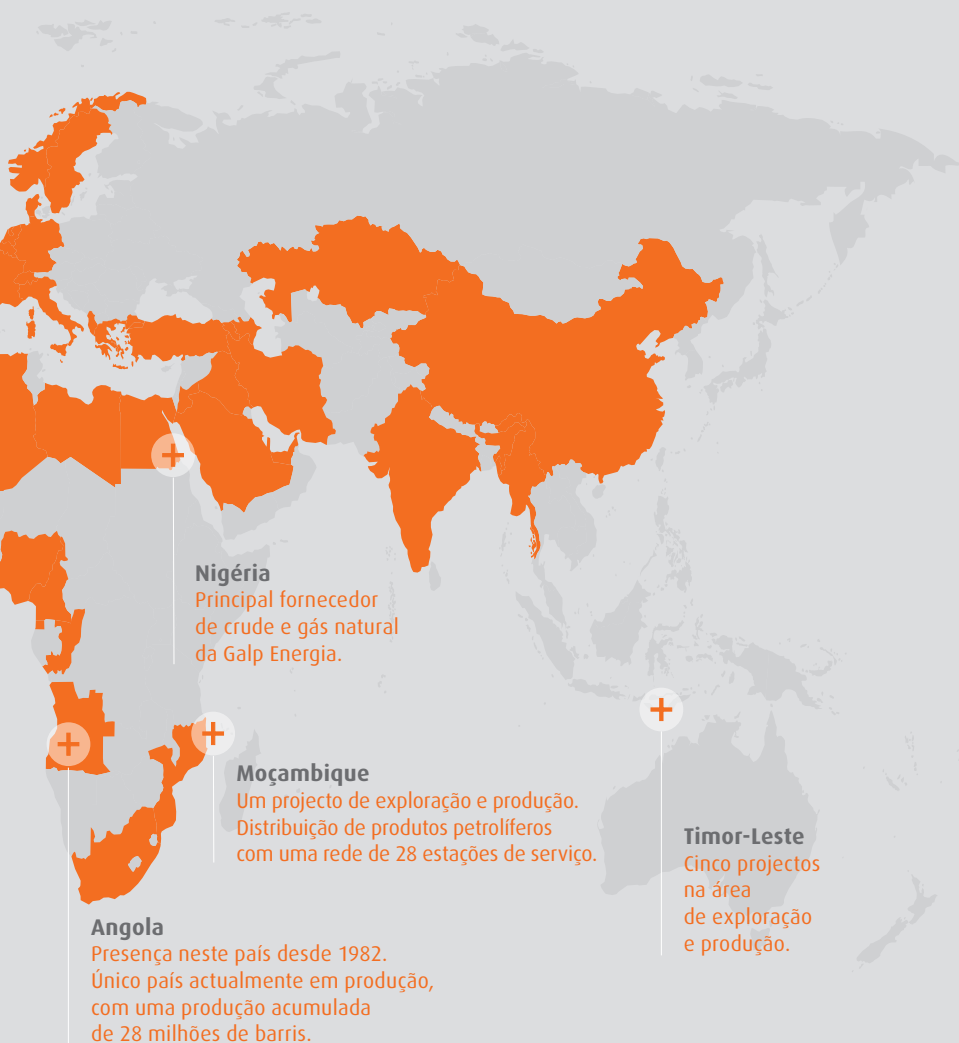 Nigéria
Principal fornecedor
de crude e gás natural
da Galp Energia.
Moçambique
Um projecto de exploração e produção.
Distribuição de produtos petrolíferos
com uma rede de 28 estações de serviço.
Timor-Leste
Cinco projectos
na área
de exploração
e produção.
Angola
Presença neste país desde 1982.
Único país actualmente em produção,
com uma produção acumulada
de 28 milhões de barris.